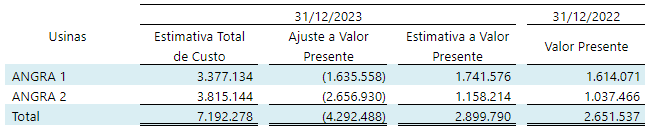 31/12/2023 31/12/2022
Usinas Estimativa Total de Custo Ajuste a Valor Presente Estimativa a Valor Presente Valor Presente
ANGRA 1 3.377.134 (1.635.558) 1.741.576 1.614.071
ANGRA 2 3.815.144 (2.656.930) 1.158.214 1.037.466
Total 7.192.278 (4.292.488) 2.899.790 2.651.537